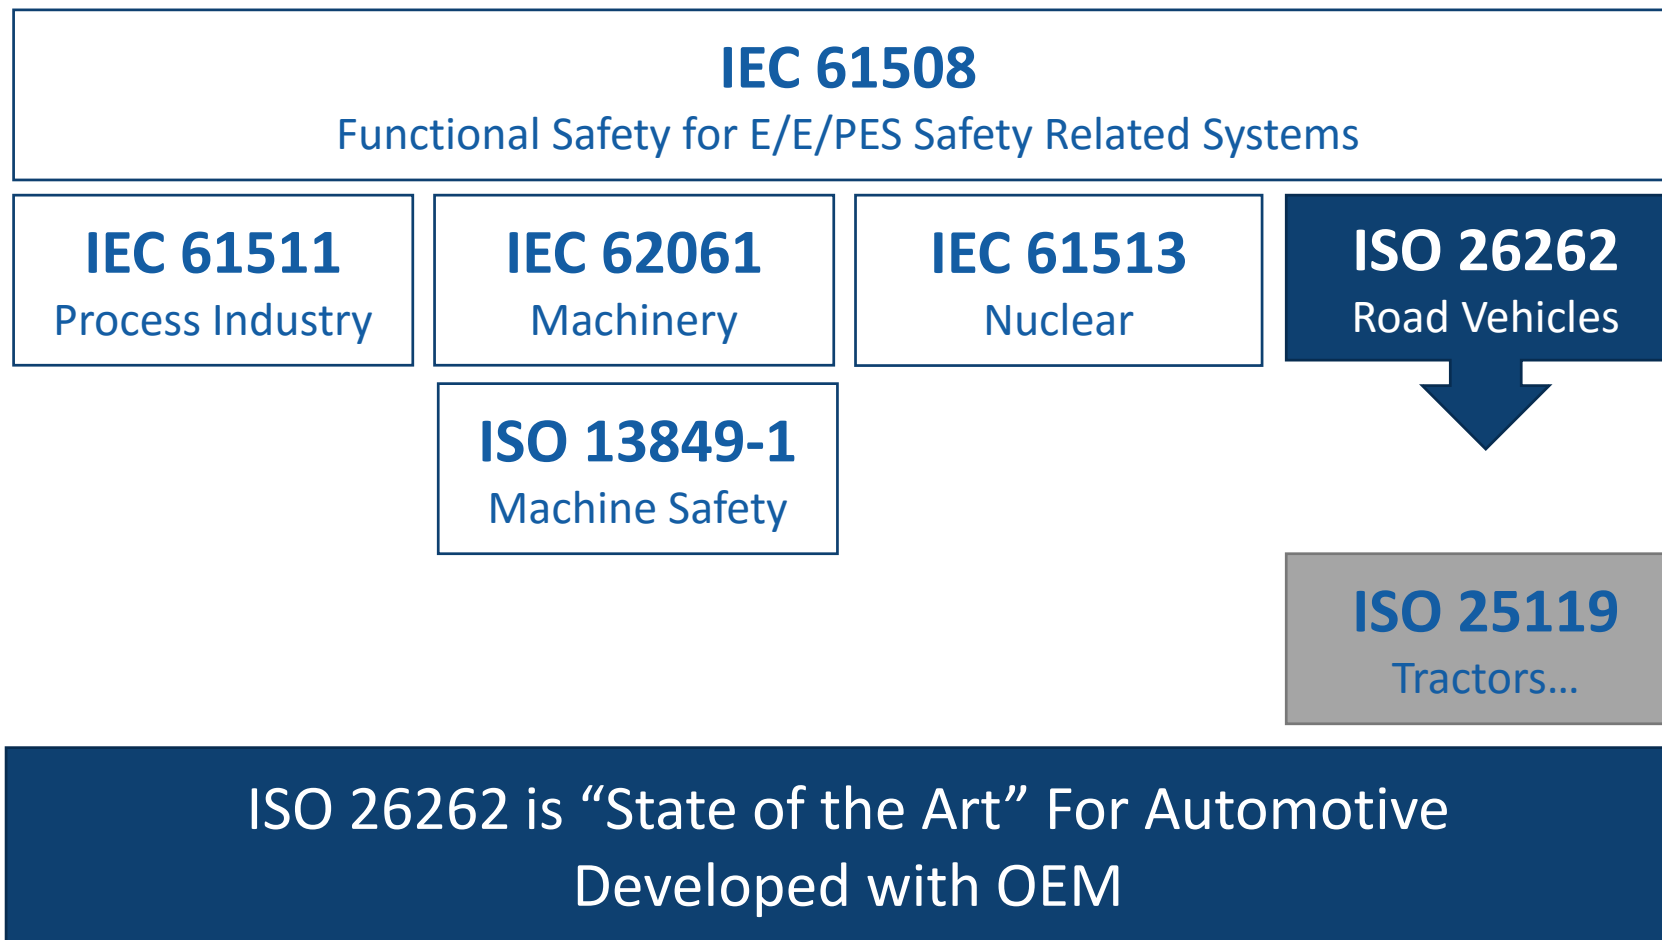 IEC 61508
Functional Safety for E/E/PES Safety Related Systems
IEC 61511
Process Industry
IEC 62061
Machinery
IEC 61513
Nuclear
ISO 26262
Road Vehicles
ISO 13849-1
Machine Safety
ISO 25119
Tractors...
ISO 26262 is “State of the Art” For Automotive
Developed with OEM